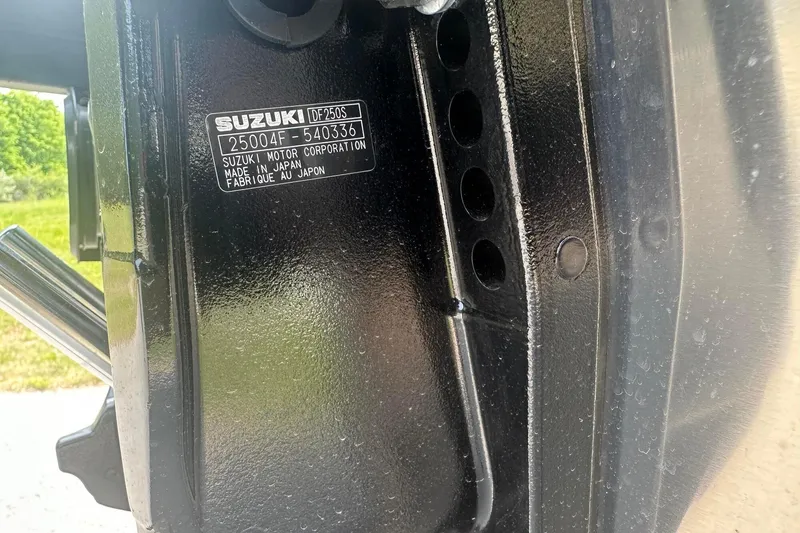 SUZUKI DF250S
25004F-540336
SUZUKI MOTOR CORPORATION
MADE IN JAPAN
FABRIQUE AU JAPON